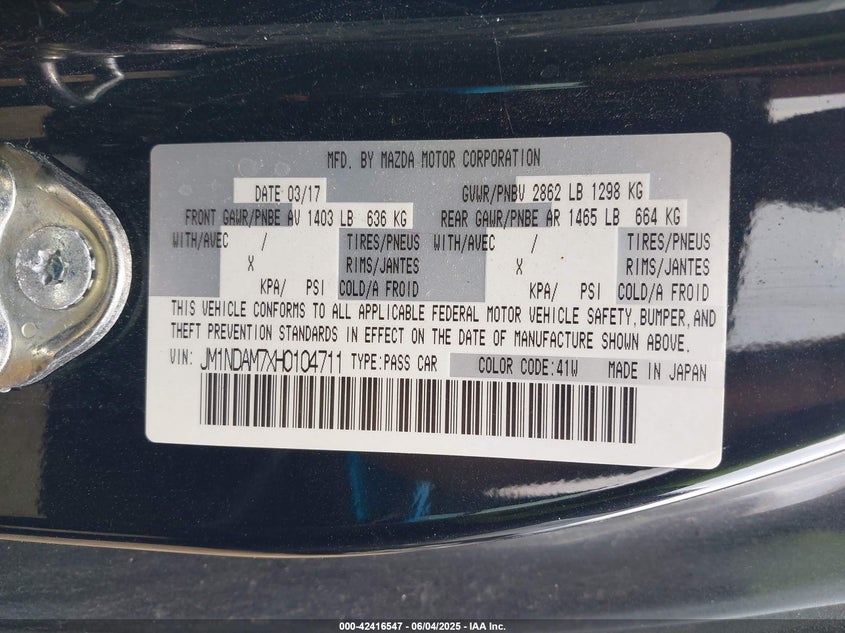 MFD. BY MAZDA MOTOR CORPORATION
DATE 03/17 GVWR/PNBV 2862 LB 1298 KG
FRONT GAWR/PNBE AV 1403 LB 636 KG REAR GAWR/PNBE AR 1465 LB 664 KG
WITH/AVEC / TIRES/PNEUS WITH/AVEC / TIRES/PNEUS
X RIMS/JANTES X RIMS/JANTES
KPA/ PSI COLD/A FROID KPA/ PSI COLD/A FROID
THIS VEHICLE CONFORMS TO ALL APPLICABLE FEDERAL MOTOR VEHICLE SAFETY, BUMPER, AND
THEFT PREVENTION STANDARDS IN EFFECT ON THE DATE OF MANUFACTURE SHOWN ABOVE.
VIN: JM1NDAM7XH0104711 TYPE:PASS CAR COLOR CODE:41W MADE IN JAPAN
000-42416547 - 06/04/2025 - IAA Inc.